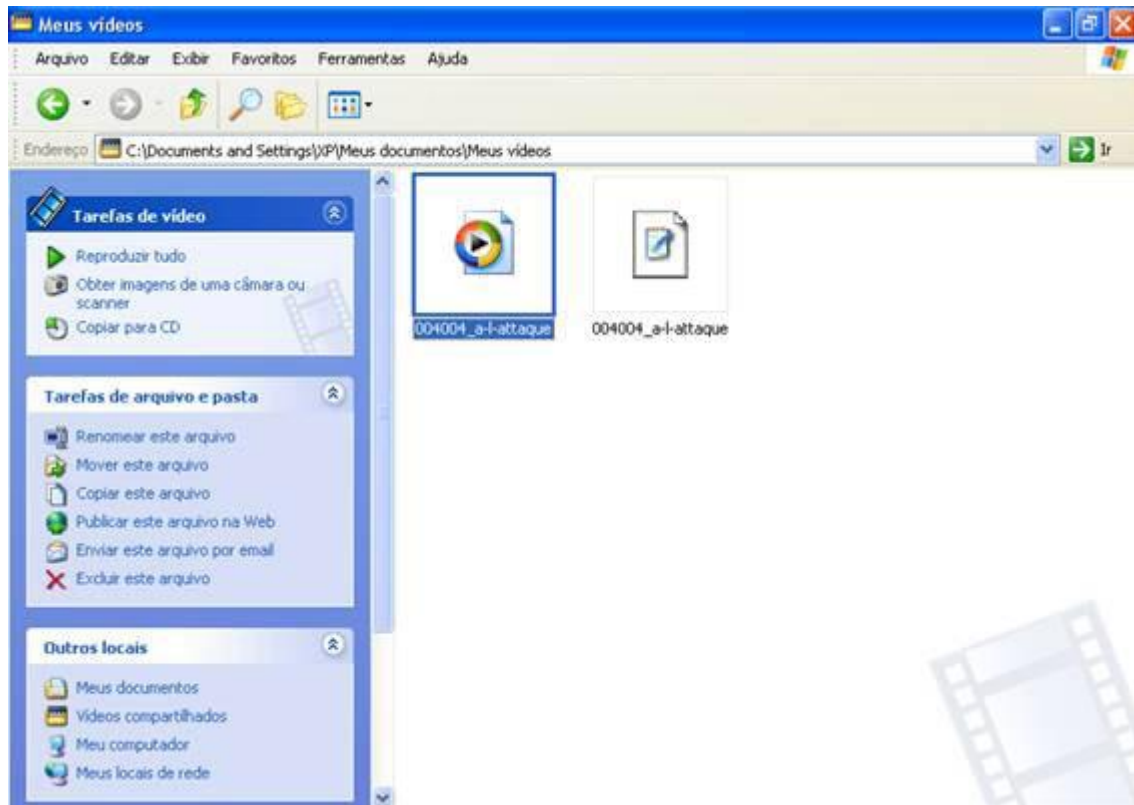 Meus vídeos
Arquivo Editar Exibir Favoritos Ferramentas Ajuda
Endereço C:\Documents and Settings\XP\Meus documentos\Meus vídeos Ir
Tarefas de vídeo
Reproduzir tudo
Obter imagens de uma câmara ou
scanner
Copiar para CD
004004_a-l-attaque 004004_a-l-attaque
Tarefas de arquivo e pasta
Renomear este arquivo
Mover este arquivo
Copiar este arquivo
Publicar este arquivo na Web
Enviar este arquivo por email
Excluir este arquivo
Outros locais
Meus documentos
Vídeos compartilhados
Meu computador
Meus locais de rede